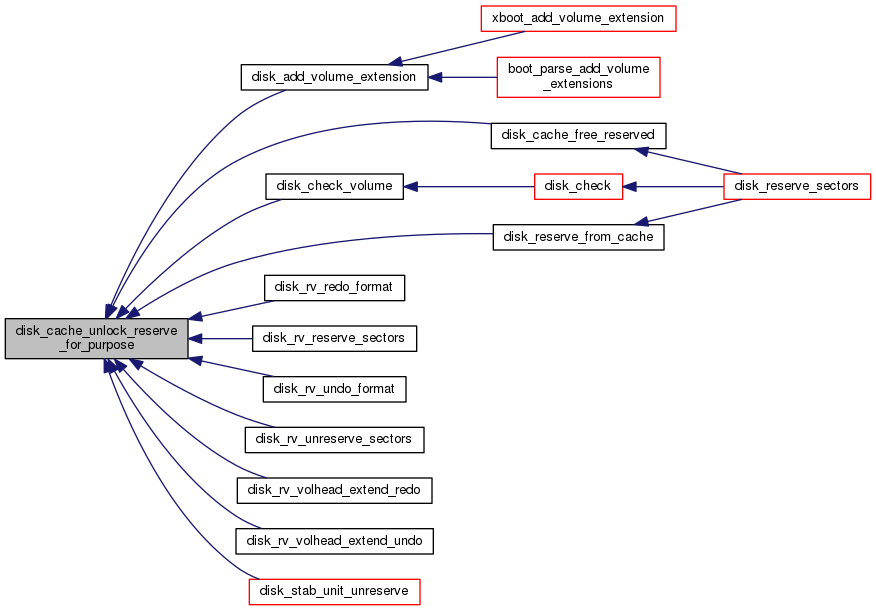 xboot_add_volume_extension
disk_add_volume_extension
boot_parse_add_volume
_extensions
disk_cache_free_reserved
disk_check_volume
disk_check
disk_reserve_sectors
disk_reserve_from_cache
disk_rv_redo_format
disk_cache_unlock_reserve
_for_purpose
disk_rv_reserve_sectors
disk_rv_undo_format
disk_rv_unreserve_sectors
disk_rv_volhead_extend_redo
disk_rv_volhead_extend_undo
disk_stab_unit_unreserve